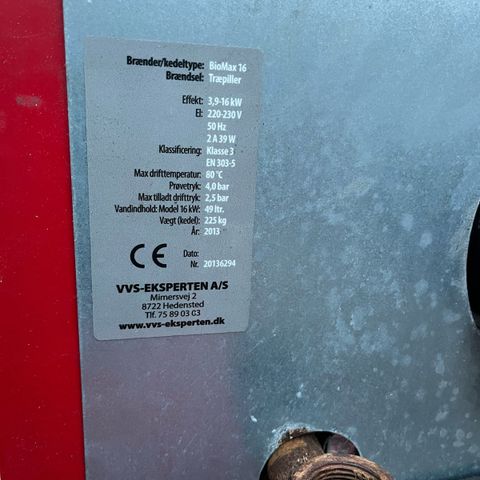 Brænder/kedeltype: BioMax 16
Brændsel: Træpiller
Effekt: 3,9-16 kW
El: 220-230 V
50 Hz
2 A 39 W
Klassificering: Klasse 3
EN 303-5
Max drifttemperatur: 80 °C
Prøvetryk: 4,0 bar
Max tilladt drifttryk: 2,5 bar
Vandindhold: Model 16 kW: 49 ltr.
Vægt (kedel): 225 kg
År: 2013
CE Dato:
Nr. 20136294
VVS-EKSPERTEN A/S
Mimersvej 2
8722 Hedensted
Tlf. 75 89 03 03
www.vvs-eksperten.dk